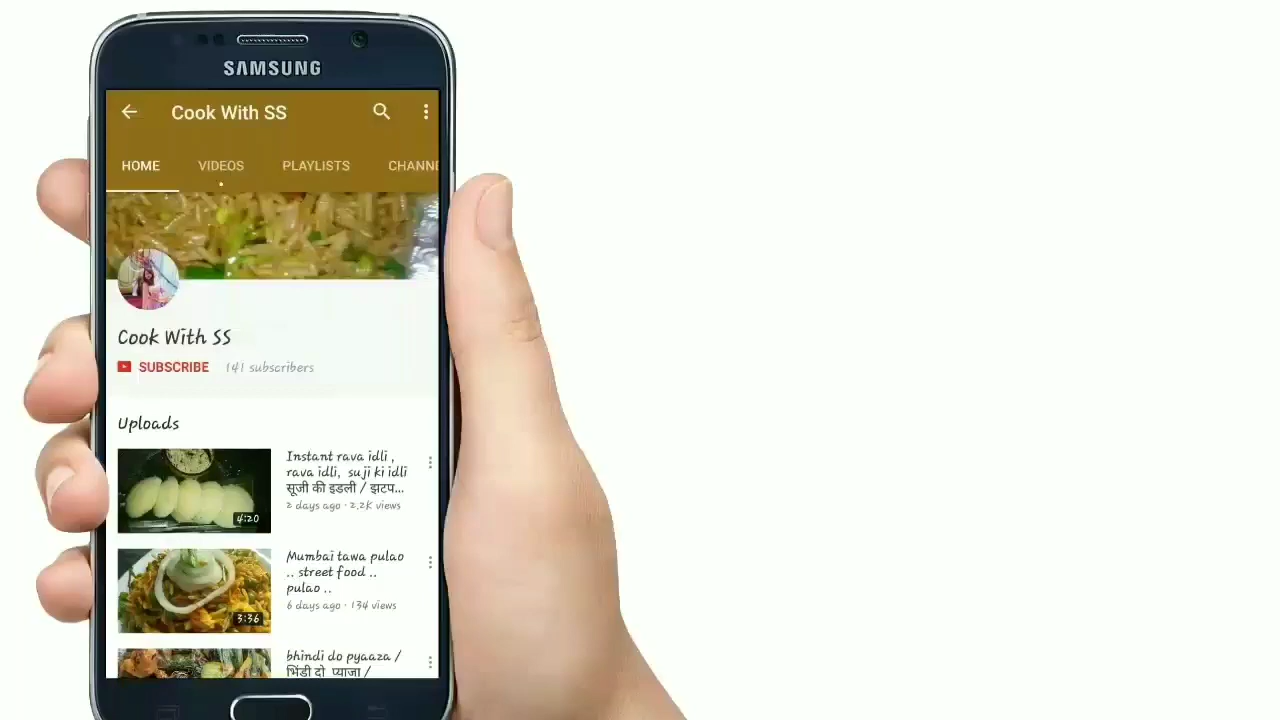 SAMSUNG
Cook With SS
HOME VIDEOS PLAYLISTS CHANNE
Cook With SS
SUBSCRIBE 141 subscribers
Uploads
Instant rava idli ,
rava idli, suji ki idli
सूजी की इडली / झटप...
2 days ago · 2.2K views
4:20
Mumbai tawa pulao
.. street food ..
pulao ..
6 days ago · 134 views
3:36
bhindi do pyaaza /
भिंडी दो प्याजा /